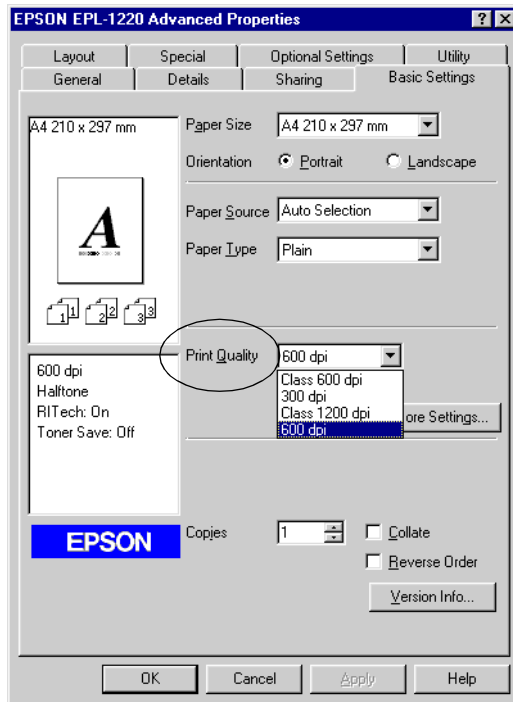 EPSON EPL-1220 Advanced Properties
Layout Special Optional Settings Utility
General Details Sharing Basic Settings
A4 210 x 297 mm
A
1 1 2 2 3 3
Paper Size A4 210 x 297 mm
Orientation Portrait Landscape
Paper Source Auto Selection
Paper Type Plain
Print Quality 600 dpi
Class 600 dpi
300 dpi
Class 1200 dpi
600 dpi
ore Settings...
600 dpi
Halftone
RITech: On
Toner Save: Off
EPSON
Copies 1 Collate
Reverse Order
Version Info...
OK Cancel Apply Help